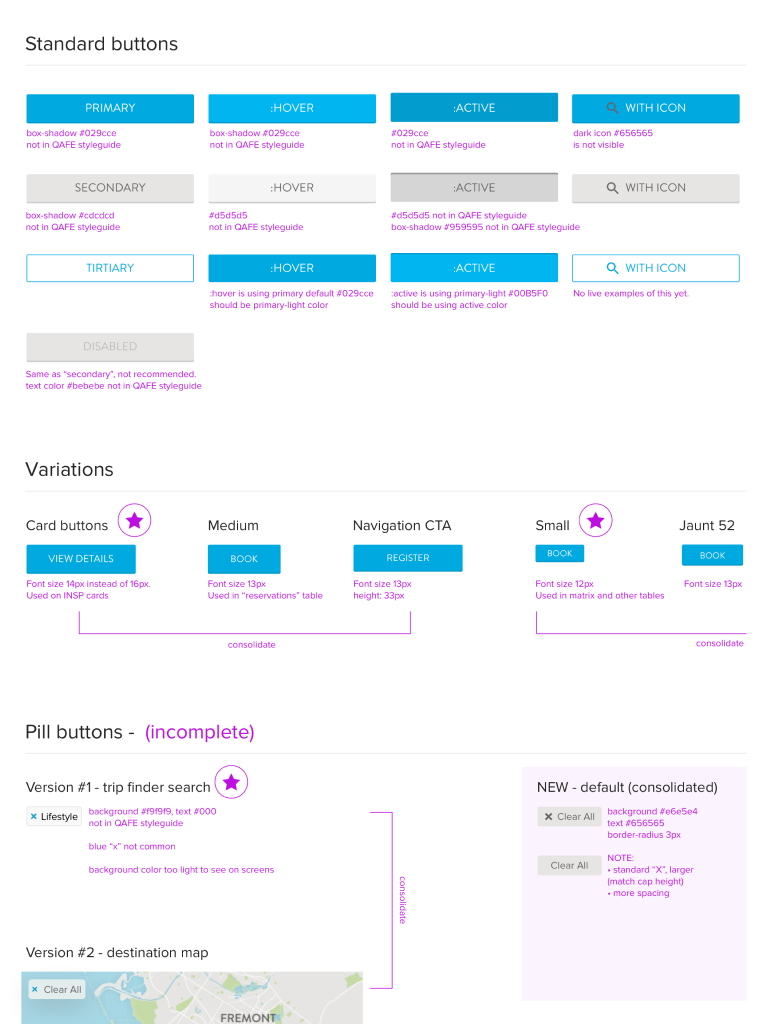 Standard buttons
PRIMARY
:HOVER
:ACTIVE
WITH ICON
box-shadow #029cce
not in QAFE styleguide
box-shadow #029cce
not in QAFE styleguide
#029cce
not in QAFE styleguide
dark icon #656565
is not visible
SECONDARY
:HOVER
:ACTIVE
WITH ICON
box-shadow #cdcdcd
not in QAFE styleguide
#d5d5d5
not in QAFE styleguide
#d5d5d5 not in QAFE styleguide
box-shadow #959595 not in QAFE styleguide
TIRTIARY
:HOVER
:ACTIVE
WITH ICON
:hover is using primary default #029cce
should be primary-light color
:active is using primary-light #00B5F0
should be using active color
No live examples of this yet.
DISABLED
Same as “secondary”, not recommended.
text color #bebebe not in QAFE styleguide
Variations
Card buttons
Medium
Navigation CTA
Small
Jaunt 52
VIEW DETAILS
BOOK
REGISTER
BOOK
BOOK
Font size 14px instead of 16px.
Used on INSP cards
Font size 13px
Used in “reservations” table
Font size 13px
height: 33px
Font size 12px
Used in matrix and other tables
Font size 13px
consolidate
consolidate
Pill buttons - (incomplete)
Version #1 - trip finder search
× Lifestyle
background #f9f9f9, text #000
not in QAFE styleguide
blue “x” not common
background color too light to see on screens
consolidate
NEW - default (consolidated)
× Clear All
background #e6e5e4
text #656565
border-radius 3px
Clear All
NOTE:
• standard “X”, larger
(match cap height)
• more spacing
Version #2 - destination map
× Clear All
FREMONT